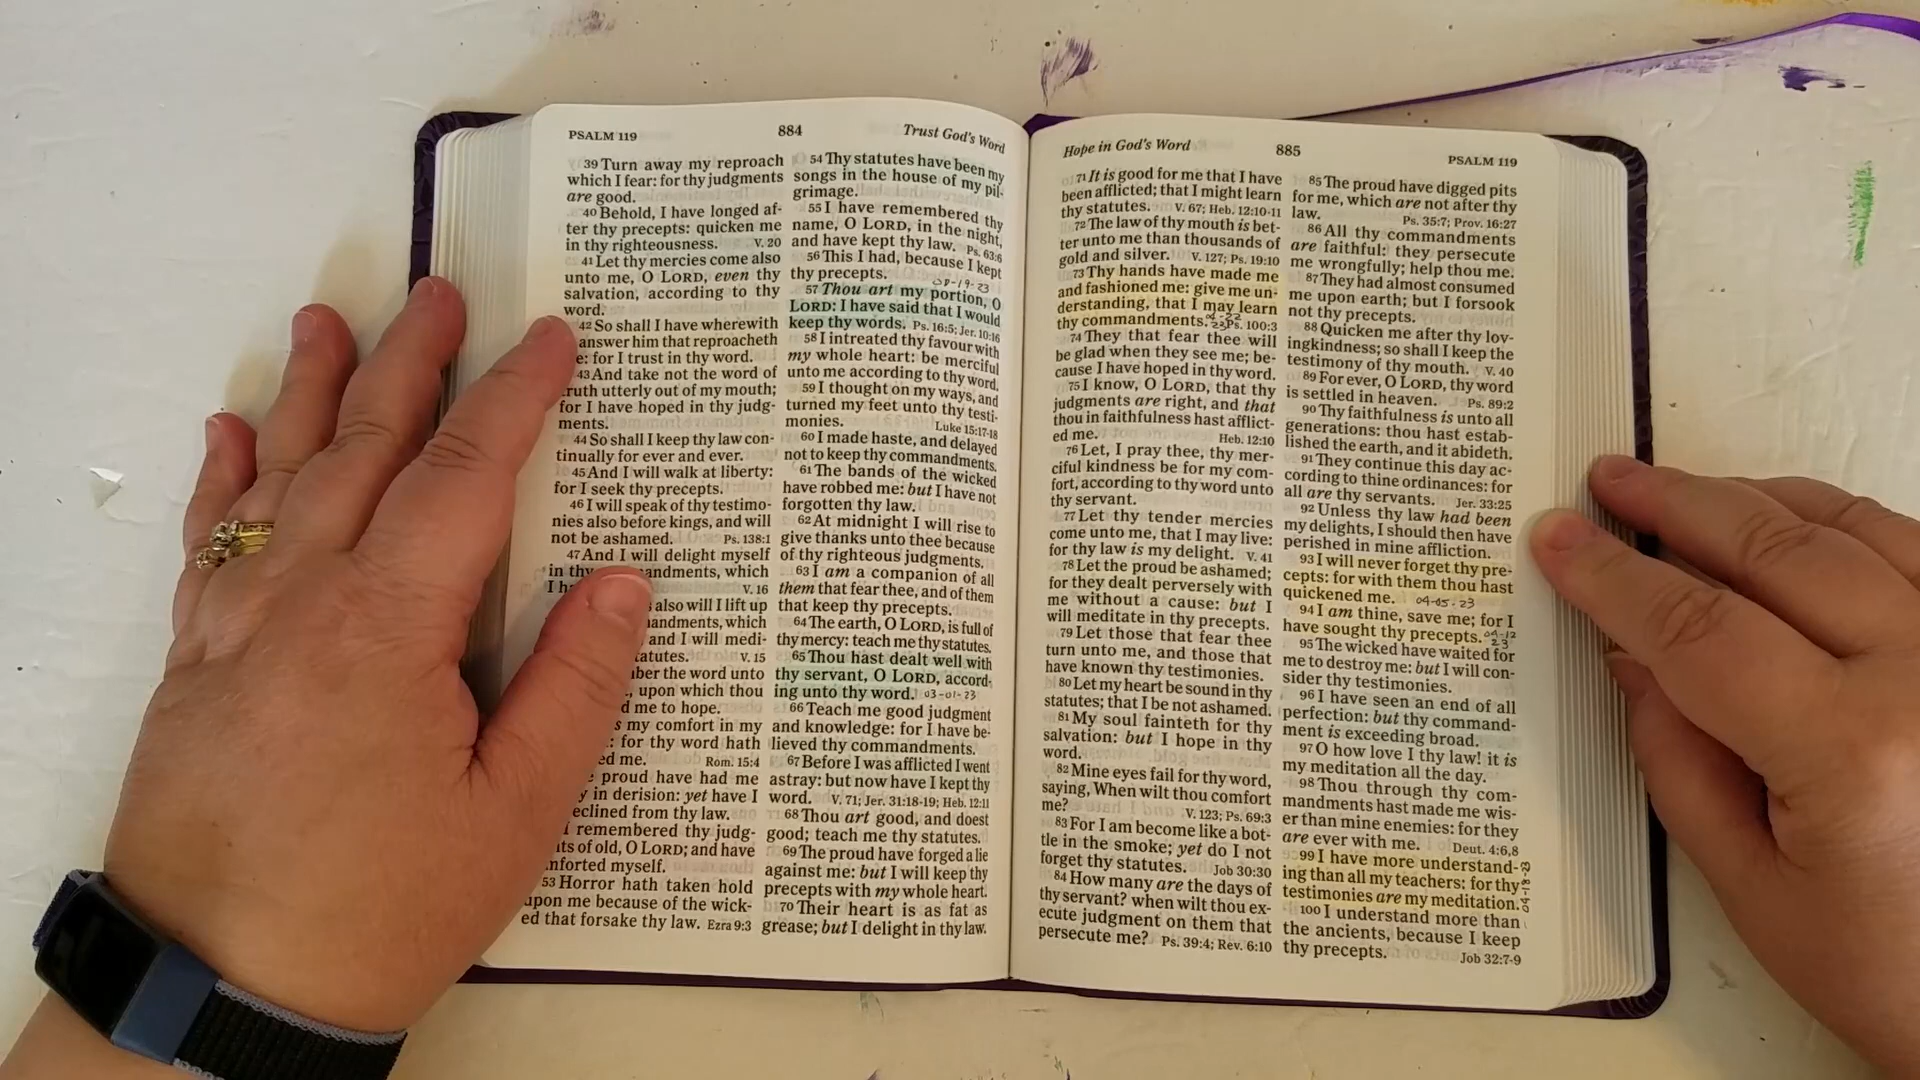 PSALM 119
884
Trust God's Word
39 Turn away my reproach
which I fear: for thy judgments
are good.
40 Behold, I have longed af-
ter thy precepts: quicken me
in thy righteousness. V. 20
41 Let thy mercies come also
unto me, O LORD, even thy
salvation, according to thy
word.
42 So shall I have wherewith
answer him that reproacheth
e: for I trust in thy word.
43 And take not the word of
ruth utterly out of my mouth;
for I have hoped in thy judg-
ments.
44 So shall I keep thy law con-
tinually for ever and ever.
45 And I will walk at liberty:
for I seek thy precepts.
46 I will speak of thy testimo-
nies also before kings, and will
not be ashamed. Ps. 138:1
47 And I will delight myself
in thy mandments, which
I ha V. 16
also will I lift up
mandments, which
and I will medi-
tatutes. V. 15
ber the word unto
, upon which thou
d me to hope.
s my comfort in my
: for thy word hath
ed me. Rom. 15:4
e proud have had me
y in derision: yet have I
eclined from thy law.
I remembered thy judg-
ts of old, O LORD; and have
mforted myself.
53 Horror hath taken hold
upon me because of the wick-
ed that forsake thy law. Ezra 9:3
54 Thy statutes have been my
songs in the house of my pil-
grimage.
55 I have remembered thy
name, O LORD, in the night,
and have kept thy law. Ps. 63:6
56 This I had, because I kept
thy precepts.
57 Thou art my portion, O
LORD: I have said that I would
keep thy words. Ps. 16:5; Jer. 10:16
58 I intreated thy favour with
my whole heart: be merciful
unto me according to thy word.
59 I thought on my ways, and
turned my feet unto thy testi-
monies. Luke 15:17-18
60 I made haste, and delayed
not to keep thy commandments.
61 The bands of the wicked
have robbed me: but I have not
forgotten thy law.
62 At midnight I will rise to
give thanks unto thee because
of thy righteous judgments.
63 I am a companion of all
them that fear thee, and of them
that keep thy precepts.
64 The earth, O LORD, is full of
thy mercy: teach me thy statutes.
65 Thou hast dealt well with
thy servant, O LORD, accord-
ing unto thy word. 03-01-23
66 Teach me good judgment
and knowledge: for I have be-
lieved thy commandments.
67 Before I was afflicted I went
astray: but now have I kept thy
word. V. 71; Jer. 31:18-19; Heb. 12:11
68 Thou art good, and doest
good; teach me thy statutes.
69 The proud have forged a lie
against me: but I will keep thy
precepts with my whole heart.
70 Their heart is as fat as
grease; but I delight in thy law.
Hope in God's Word
885
PSALM 119
71 It is good for me that I have
been afflicted; that I might learn
thy statutes. V. 67; Heb. 12:10-11
72 The law of thy mouth is bet-
ter unto me than thousands of
gold and silver. V. 127; Ps. 19:10
73 Thy hands have made me
and fashioned me: give me un-
derstanding, that I may learn
thy commandments. Ps. 100:3
74 They that fear thee will
be glad when they see me; be-
cause I have hoped in thy word.
75 I know, O LORD, that thy
judgments are right, and that
thou in faithfulness hast afflict-
ed me. Heb. 12:10
76 Let, I pray thee, thy mer-
ciful kindness be for my com-
fort, according to thy word unto
thy servant.
77 Let thy tender mercies
come unto me, that I may live:
for thy law is my delight. V. 41
78 Let the proud be ashamed;
for they dealt perversely with
me without a cause: but I
will meditate in thy precepts.
79 Let those that fear thee
turn unto me, and those that
have known thy testimonies.
80 Let my heart be sound in thy
statutes; that I be not ashamed.
81 My soul fainteth for thy
salvation: but I hope in thy
word.
82 Mine eyes fail for thy word,
saying, When wilt thou comfort
me? V. 123; Ps. 69:3
83 For I am become like a bot-
tle in the smoke; yet do I not
forget thy statutes. Job 30:30
84 How many are the days of
thy servant? when wilt thou ex-
ecute judgment on them that
persecute me? Ps. 39:4; Rev. 6:10
85 The proud have digged pits
for me, which are not after thy
law. Ps. 35:7; Prov. 16:27
86 All thy commandments
are faithful: they persecute
me wrongfully; help thou me.
87 They had almost consumed
me upon earth; but I forsook
not thy precepts.
88 Quicken me after thy lov-
ingkindness; so shall I keep the
testimony of thy mouth. V. 40
89 For ever, O LORD, thy word
is settled in heaven. Ps. 89:2
90 Thy faithfulness is unto all
generations: thou hast estab-
lished the earth, and it abideth.
91 They continue this day ac-
cording to thine ordinances: for
all are thy servants. Jer. 33:25
92 Unless thy law had been
my delights, I should then have
perished in mine affliction.
93 I will never forget thy pre-
cepts: for with them thou hast
quickened me. 04-05-23
94 I am thine, save me; for I
have sought thy precepts. 04-12
23
95 The wicked have waited for
me to destroy me: but I will con-
sider thy testimonies.
96 I have seen an end of all
perfection: but thy command-
ment is exceeding broad.
97 O how love I thy law! it is
my meditation all the day.
98 Thou through thy com-
mandments hast made me wis-
er than mine enemies: for they
are ever with me. Deut. 4:6,8
99 I have more understand-
ing than all my teachers: for thy
testimonies are my meditation.
100 I understand more than
the ancients, because I keep
thy precepts. Job 32:7-9